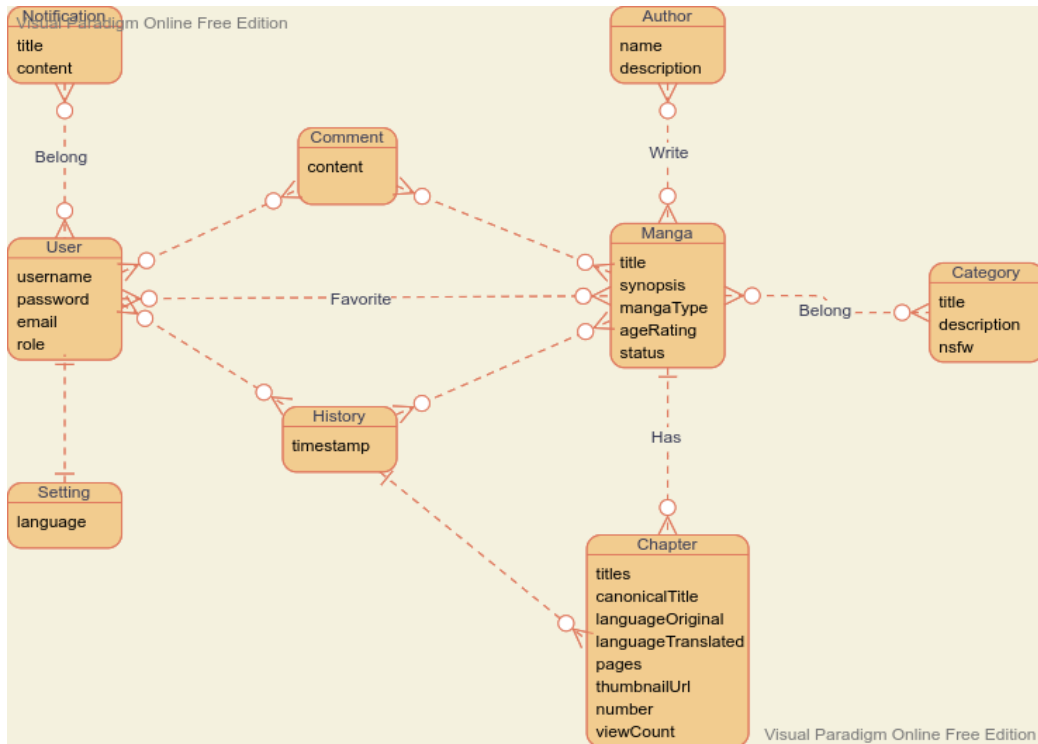 Notification
Visual Paradigm Online Free Edition
title
content
Belong
Author
name
description
Write
Comment
content
User
username
password
email
role
Favorite
Manga
title
synopsis
mangaType
ageRating
status
Belong
Category
title
description
nsfw
History
timestamp
Has
Setting
language
Chapter
titles
canonicalTitle
languageOriginal
languageTranslated
pages
thumbnailUrl
number
viewCount
Visual Paradigm Online Free Edition